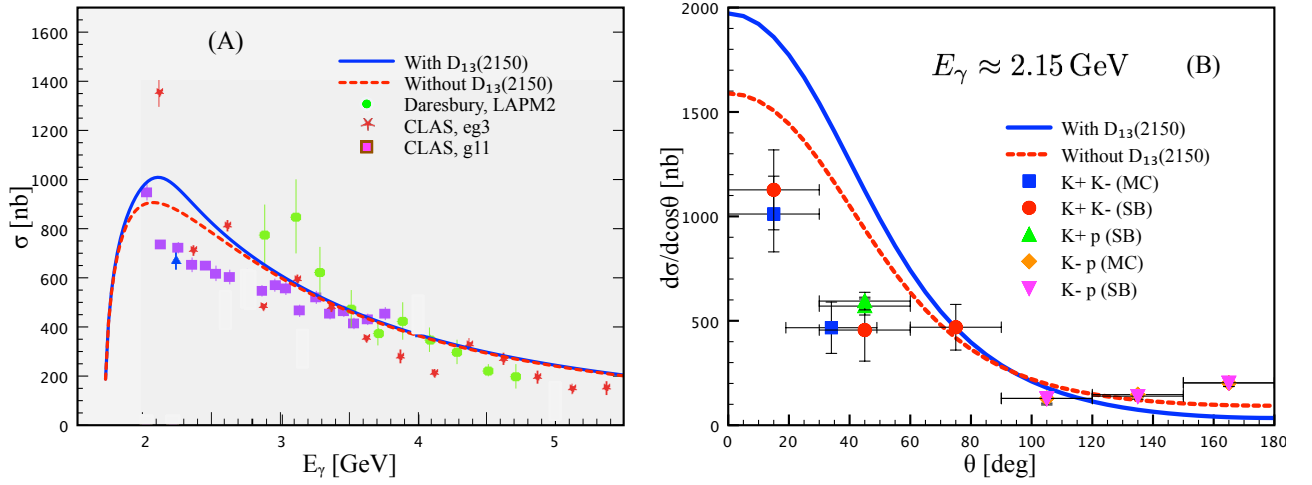 (A)
With D₁₃(2150)
Without D₁₃(2150)
Daresbury, LAPM2
CLAS, eg3
CLAS, g11
σ [nb]
1600
1400
1200
1000
800
600
400
200
0
2
3
4
5
Eγ [GeV]
(B)
Eγ ≈ 2.15 GeV
With D₁₃(2150)
Without D₁₃(2150)
K+ K- (MC)
K+ K- (SB)
K+ p (SB)
K- p (MC)
K- p (SB)
dσ/dcosθ [nb]
2000
1500
1000
500
0
0
20
40
60
80
100
120
140
160
180
θ [deg]